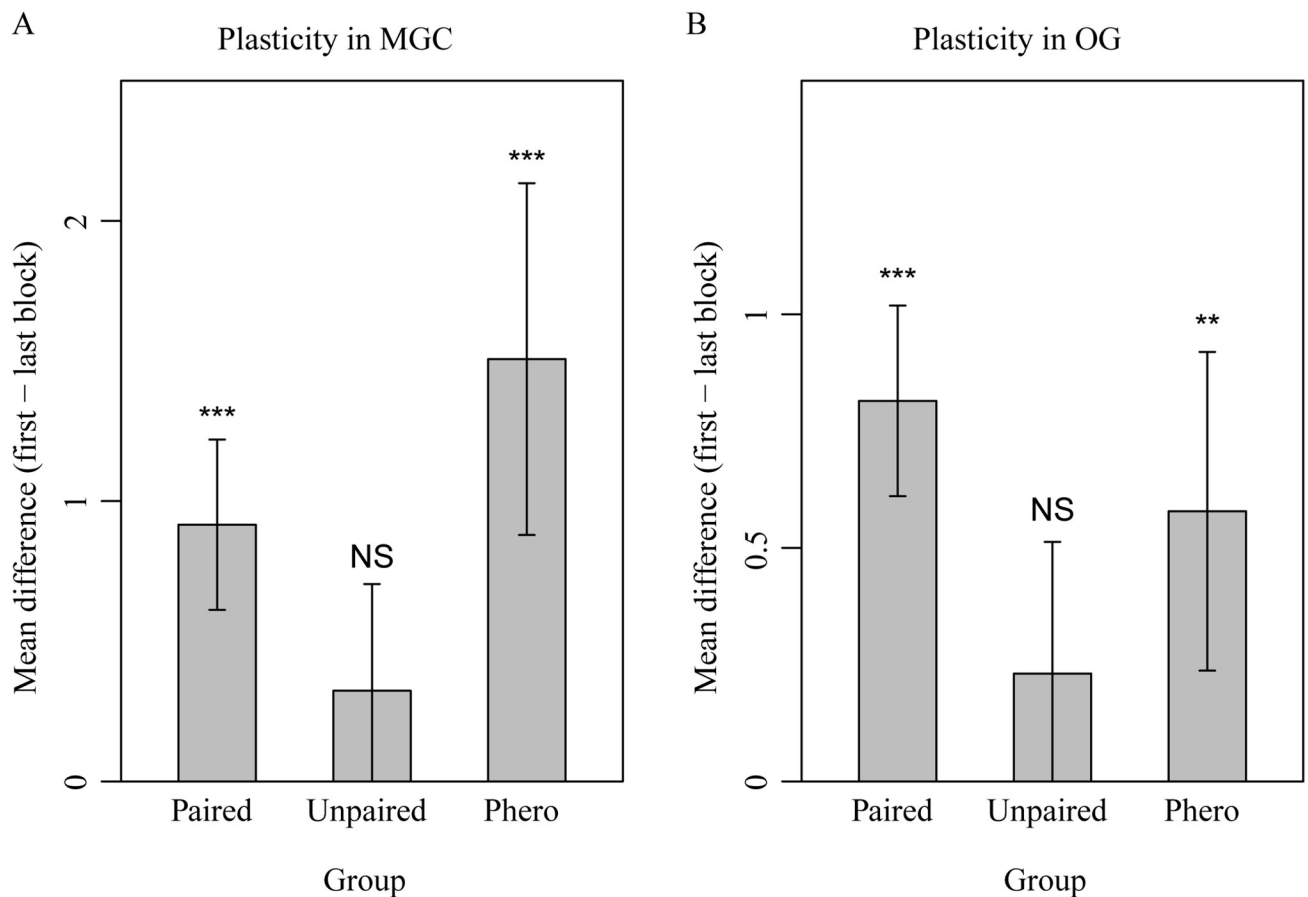 A
Plasticity in MGC
Mean difference (first − last block)
0
1
2
***
NS
***
Paired
Unpaired
Phero
Group
B
Plasticity in OG
Mean difference (first − last block)
0
0.5
1
***
NS
**
Paired
Unpaired
Phero
Group